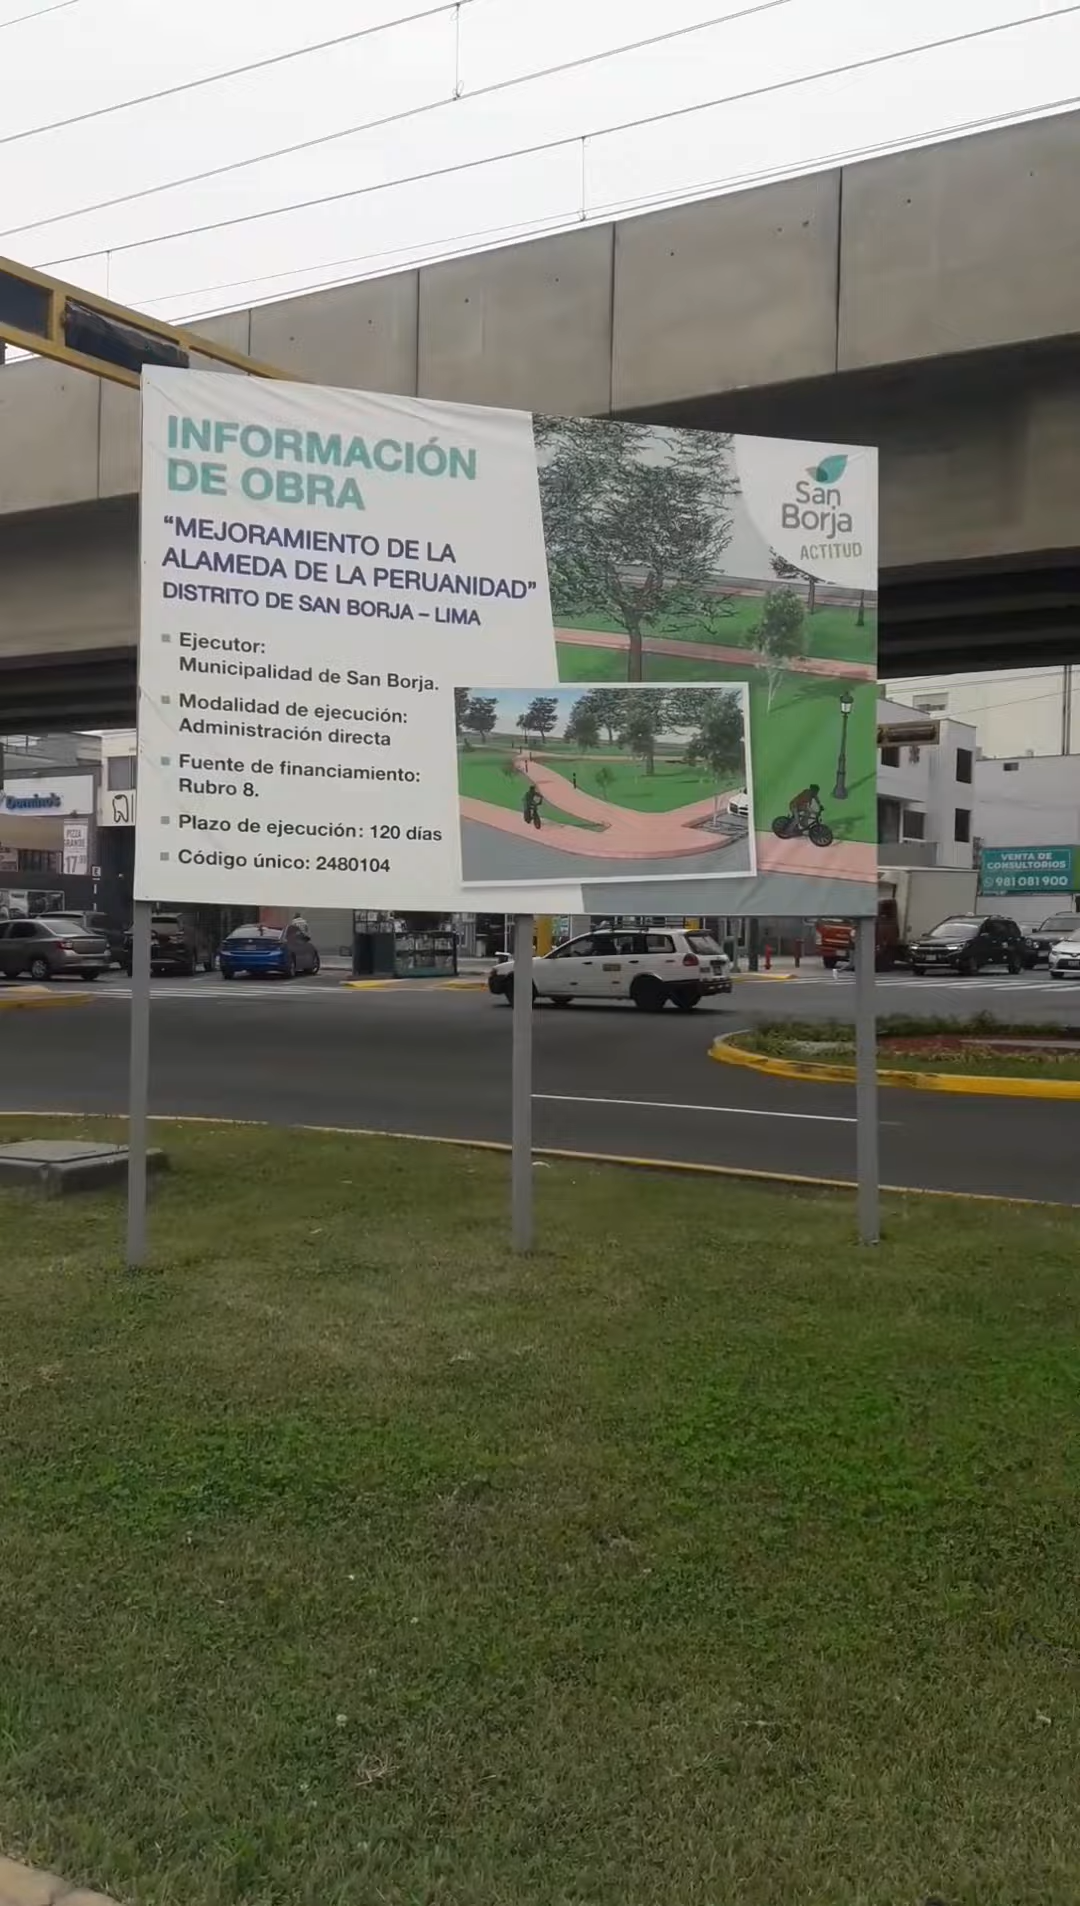 INFORMACIÓN
DE OBRA
“MEJORAMIENTO DE LA
ALAMEDA DE LA PERUANIDAD”
DISTRITO DE SAN BORJA – LIMA
Ejecutor:
Municipalidad de San Borja.
Modalidad de ejecución:
Administración directa
Fuente de financiamiento:
Rubro 8.
Plazo de ejecución: 120 días
Código único: 2480104
San
Borja
ACTITUD
Domino's
PIZZA
GRANDE
VENTA DE
CONSULTORIOS
981 081 900